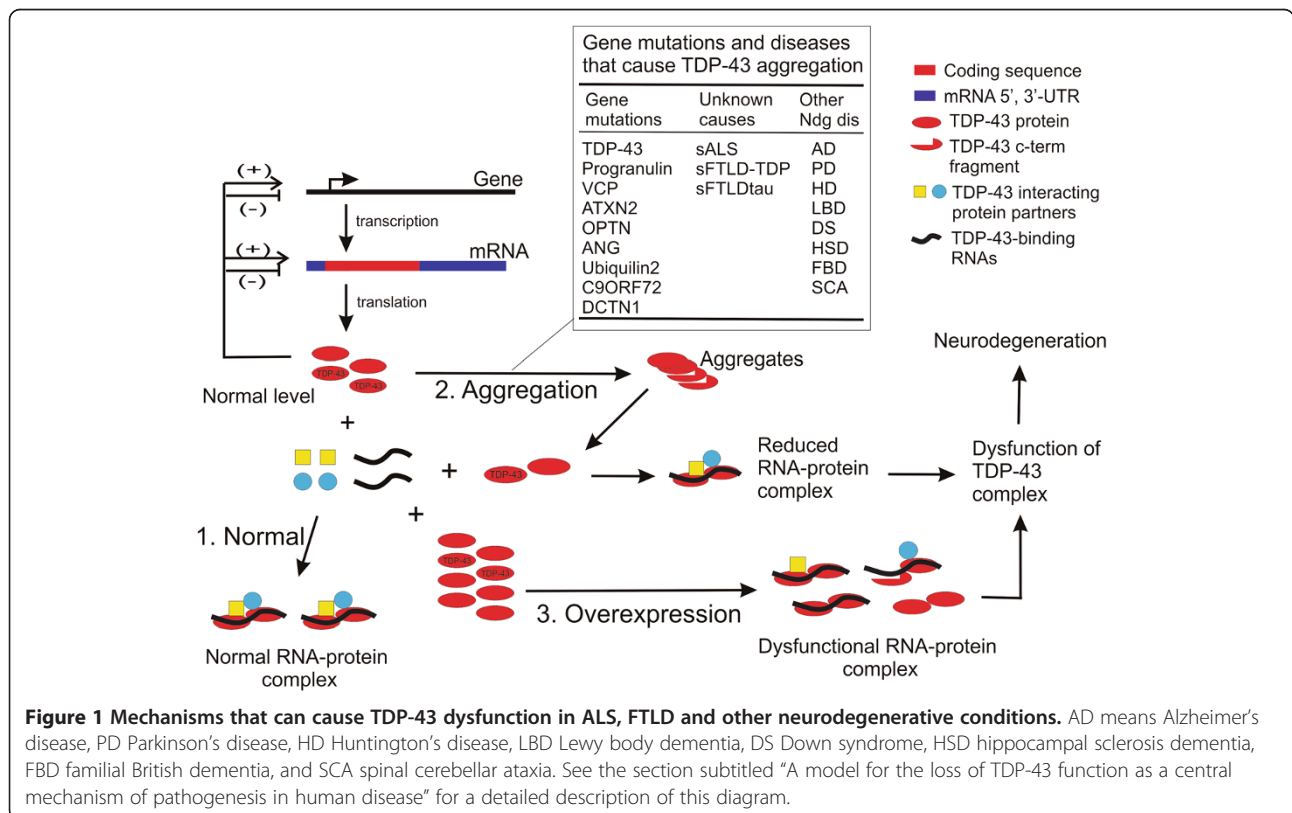 Gene mutations and diseases
that cause TDP-43 aggregation
Gene mutations
Unknown causes
Other Ndg dis
TDP-43 sALS AD
Progranulin sFTLD-TDP PD
VCP sFTLDtau HD
ATXN2 LBD
OPTN DS
ANG HSD
Ubiquilin2 FBD
C9ORF72 SCA
DCTN1
Coding sequence
mRNA 5', 3'-UTR
TDP-43 protein
TDP-43 c-term
fragment
TDP-43 interacting
protein partners
TDP-43-binding
RNAs
(+)
(-)
Gene
transcription
(+)
(-)
mRNA
translation
TDP-43
TDP-43
Normal level
2. Aggregation
Aggregates
Neurodegeneration
+
+
TDP-43
Reduced
RNA-protein
complex
Dysfunction of
TDP-43
complex
1. Normal
+
TDP-43
TDP-43
3. Overexpression
Normal RNA-protein
complex
Dysfunctional RNA-protein
complex
Figure 1 Mechanisms that can cause TDP-43 dysfunction in ALS, FTLD and other neurodegenerative conditions. AD means Alzheimer's
disease, PD Parkinson's disease, HD Huntington's disease, LBD Lewy body dementia, DS Down syndrome, HSD hippocampal sclerosis dementia,
FBD familial British dementia, and SCA spinal cerebellar ataxia. See the section subtitled "A model for the loss of TDP-43 function as a central
mechanism of pathogenesis in human disease" for a detailed description of this diagram.